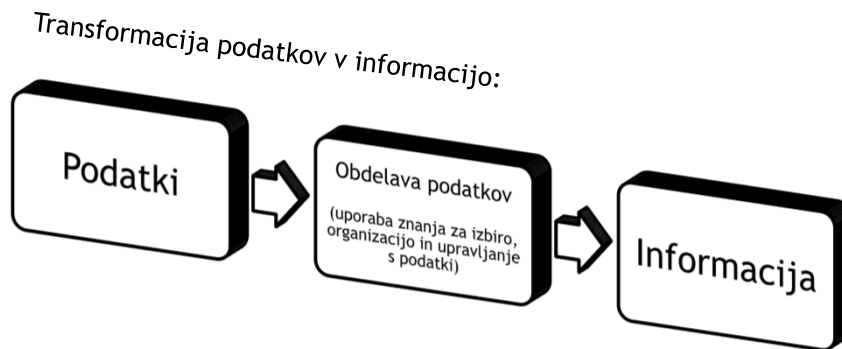 Transformacija podatkov v informacijo:
Podatki
Obdelava podatkov
(uporaba znanja za izbiro,
organizacijo in upravljanje
s podatki)
Informacija